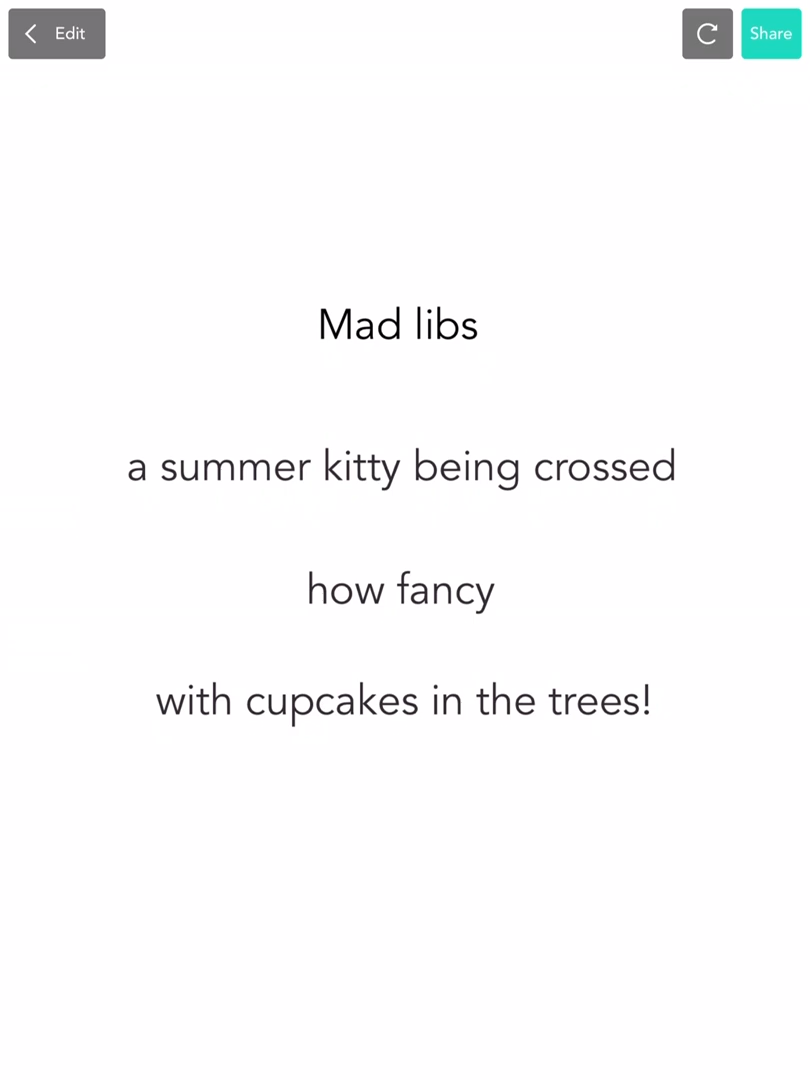 Edit
Share
Mad libs
a summer kitty being crossed
how fancy
with cupcakes in the trees!